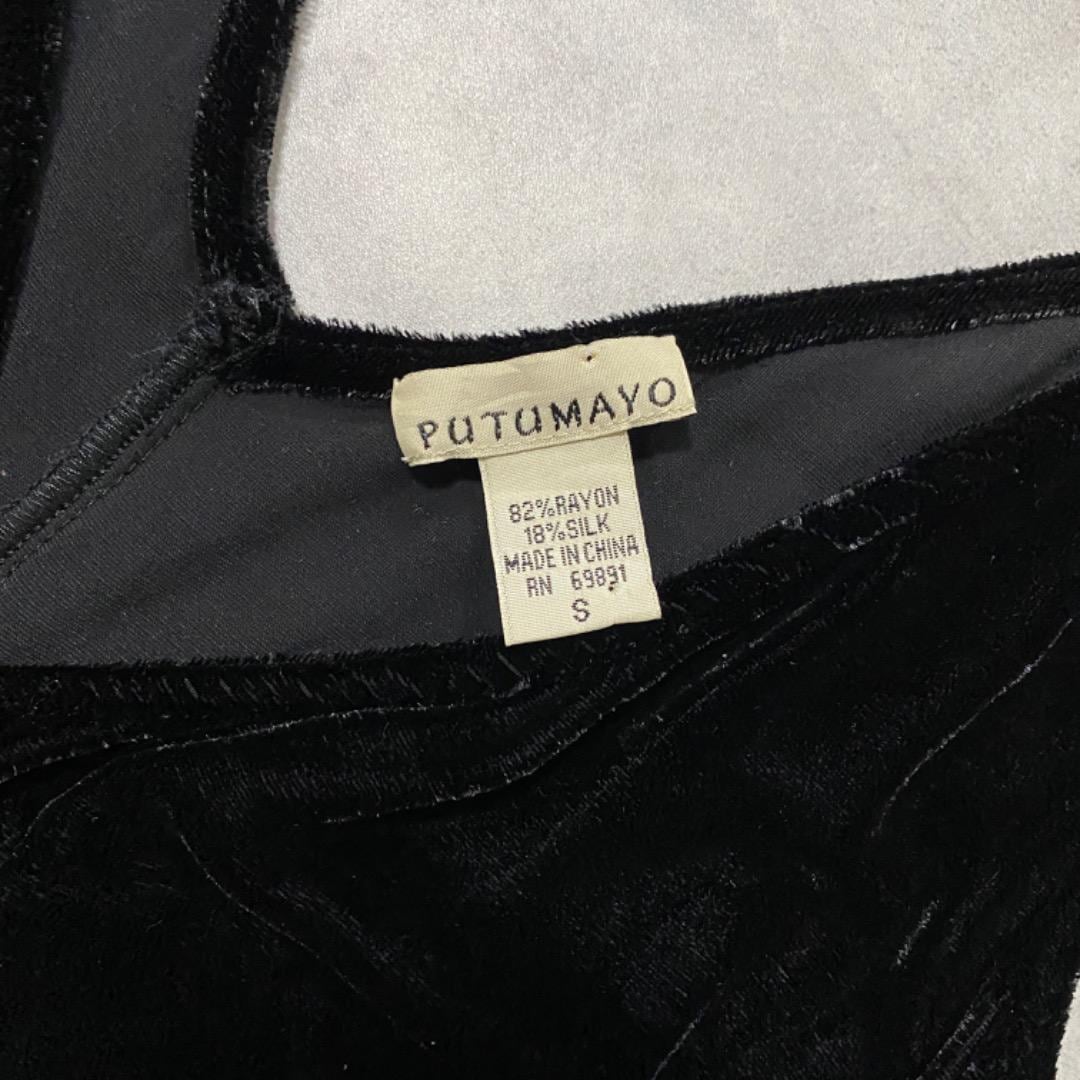 PUTUMAYO
82%RAYON
18%SILK
MADE IN CHINA
RN 69891
S